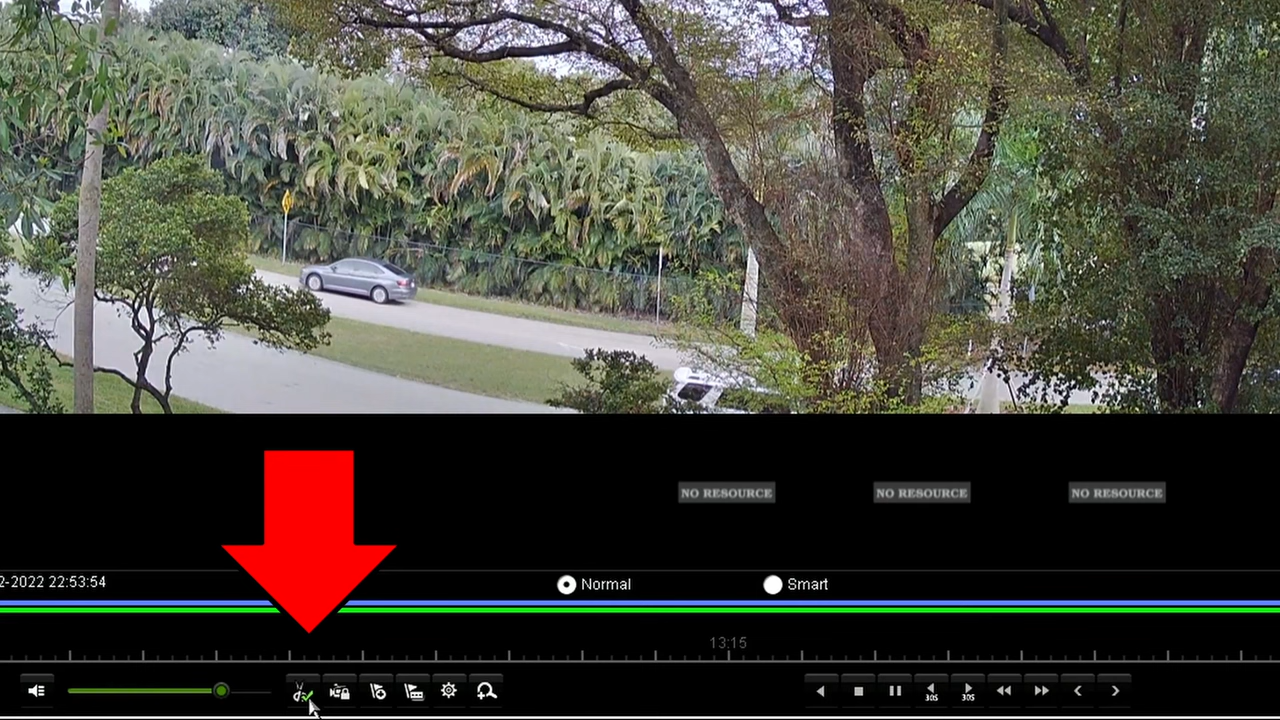 NO RESOURCE
NO RESOURCE
NO RESOURCE
2-2022 22:53:54
Normal
Smart
13:15
30S
30S